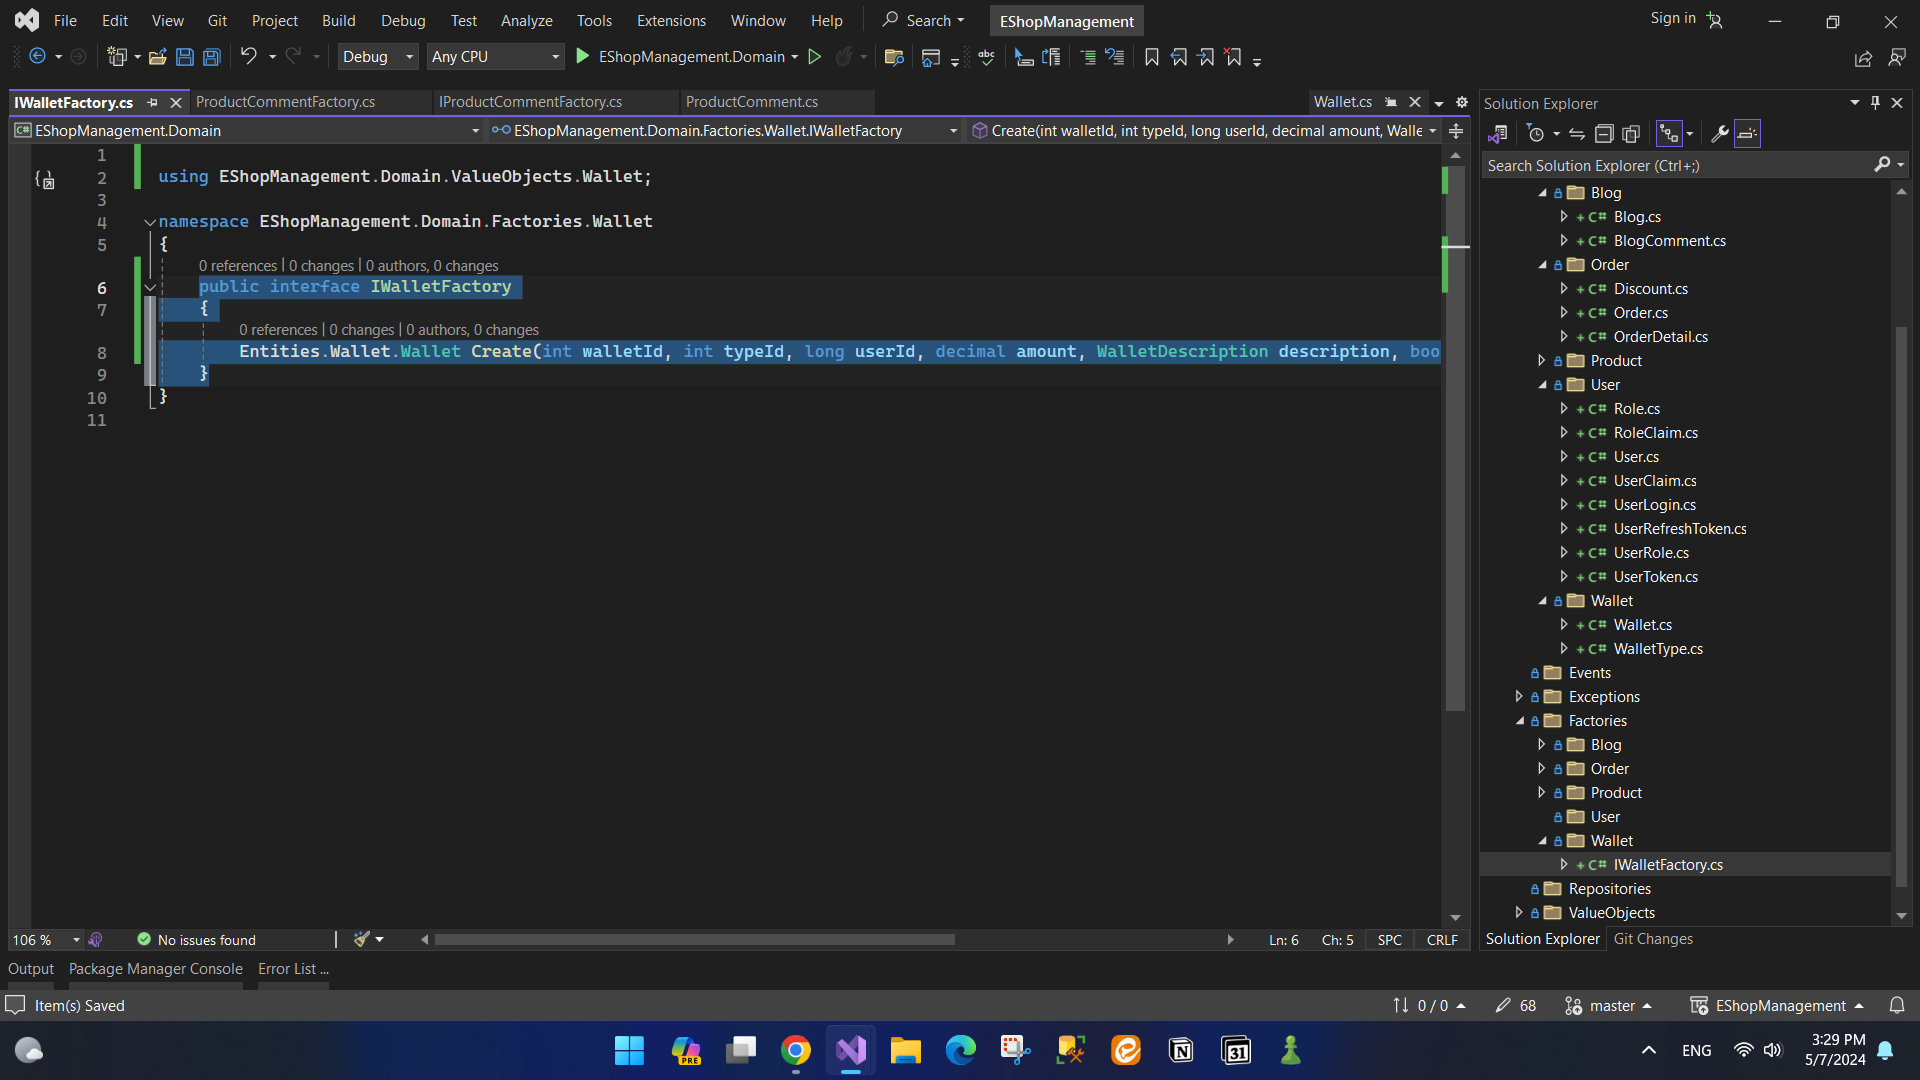 File Edit View Git Project Build Debug Test Analyze Tools Extensions Window Help Search EShopManagement Sign in
Debug Any CPU EShopManagement.Domain
IWalletFactory.cs ProductCommentFactory.cs IProductCommentFactory.cs ProductComment.cs Wallet.cs
EShopManagement.Domain EShopManagement.Domain.Factories.Wallet.IWalletFactory Create(int walletId, int typeId, long userId, decimal amount, Walle
1
2 using EShopManagement.Domain.ValueObjects.Wallet;
3
4 namespace EShopManagement.Domain.Factories.Wallet
5 {
0 references | 0 changes | 0 authors, 0 changes
6 public interface IWalletFactory
7 {
0 references | 0 changes | 0 authors, 0 changes
8 Entities.Wallet.Wallet Create(int walletId, int typeId, long userId, decimal amount, WalletDescription description, boo
9 }
10 }
11
106 % No issues found Ln: 6 Ch: 5 SPC CRLF
Solution Explorer
Search Solution Explorer (Ctrl+;)
Blog
C# Blog.cs
C# BlogComment.cs
Order
C# Discount.cs
C# Order.cs
C# OrderDetail.cs
Product
User
C# Role.cs
C# RoleClaim.cs
C# User.cs
C# UserClaim.cs
C# UserLogin.cs
C# UserRefreshToken.cs
C# UserRole.cs
C# UserToken.cs
Wallet
C# Wallet.cs
C# WalletType.cs
Events
Exceptions
Factories
Blog
Order
Product
User
Wallet
C# IWalletFactory.cs
Repositories
ValueObjects
Solution Explorer Git Changes
Output Package Manager Console Error List ...
Item(s) Saved 0 / 0 68 master EShopManagement
PRE 31 ENG 3:29 PM
5/7/2024